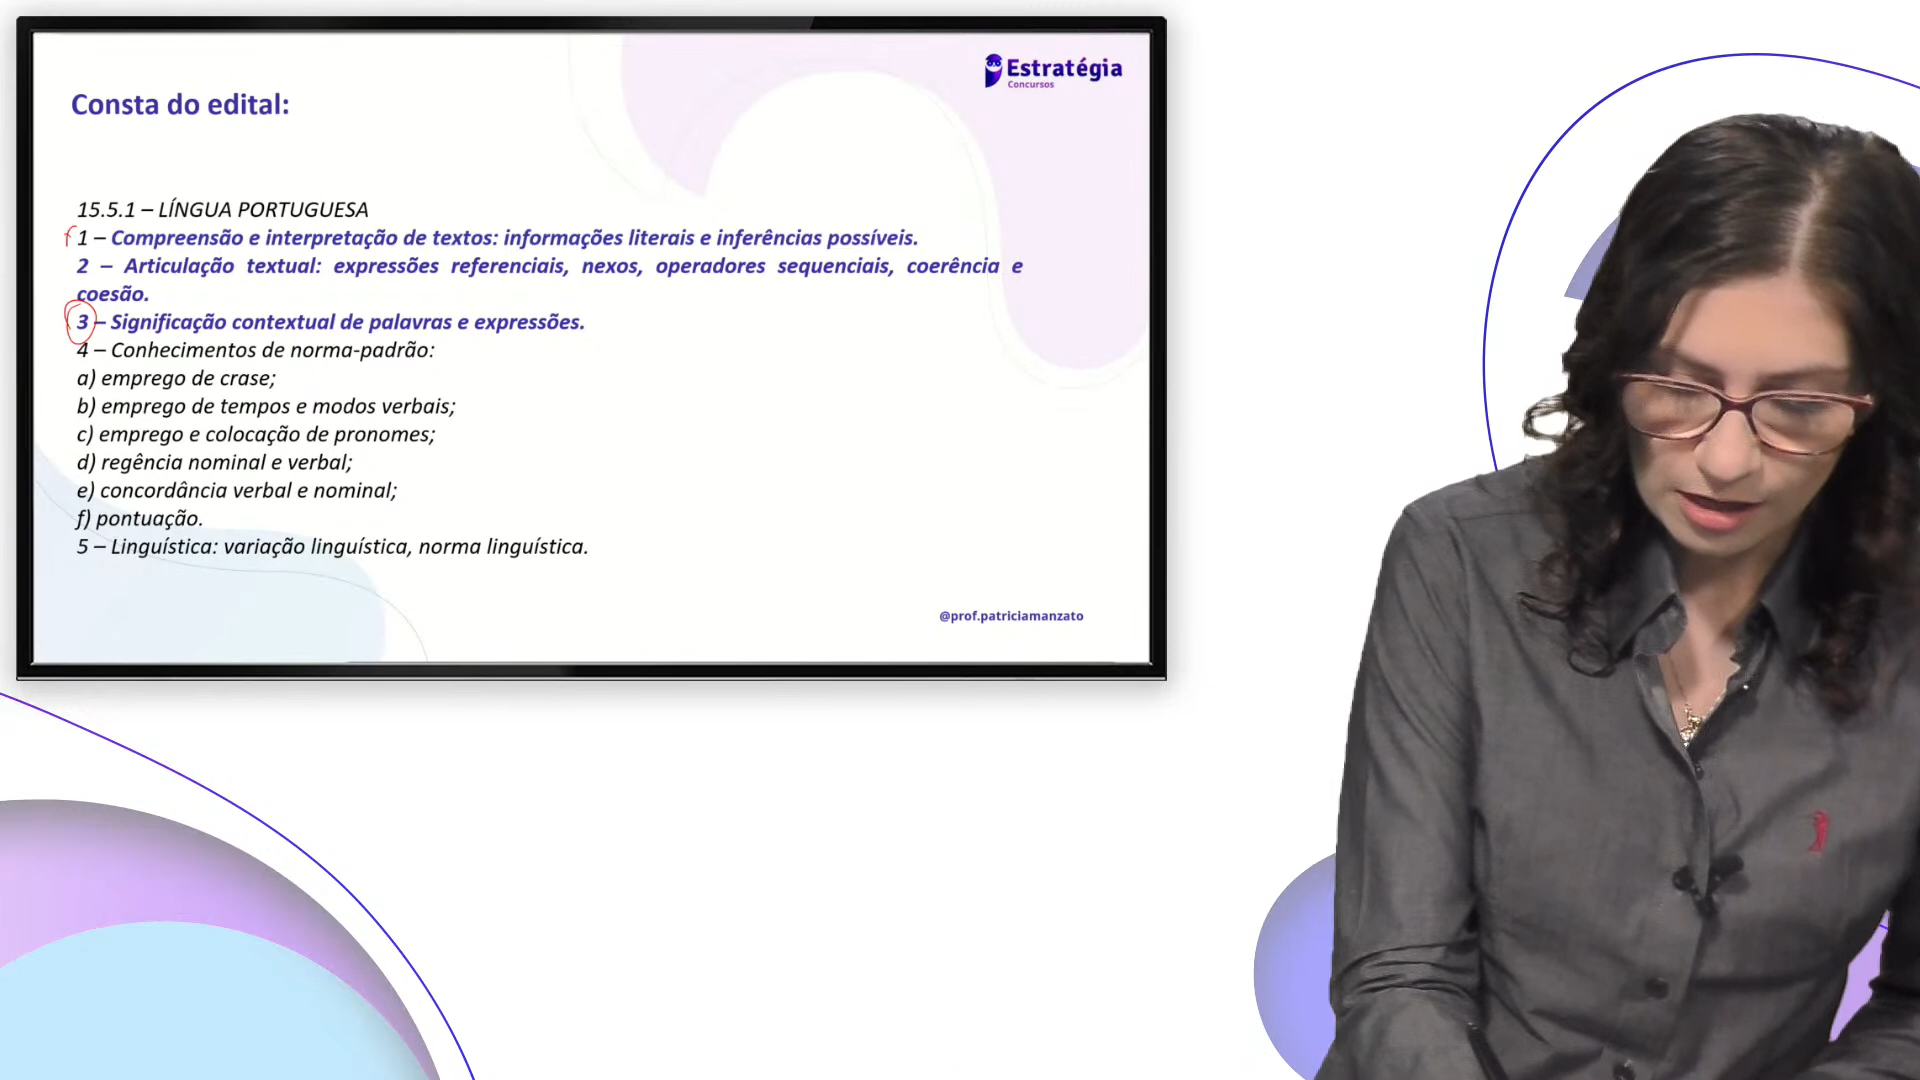 Estratégia
Concursos
Consta do edital:
15.5.1 – LÍNGUA PORTUGUESA
1 – Compreensão e interpretação de textos: informações literais e inferências possíveis.
2 – Articulação textual: expressões referenciais, nexos, operadores sequenciais, coerência e
coesão.
3 – Significação contextual de palavras e expressões.
4 – Conhecimentos de norma-padrão:
a) emprego de crase;
b) emprego de tempos e modos verbais;
c) emprego e colocação de pronomes;
d) regência nominal e verbal;
e) concordância verbal e nominal;
f) pontuação.
5 – Linguística: variação linguística, norma linguística.
@prof.patriciamanzato